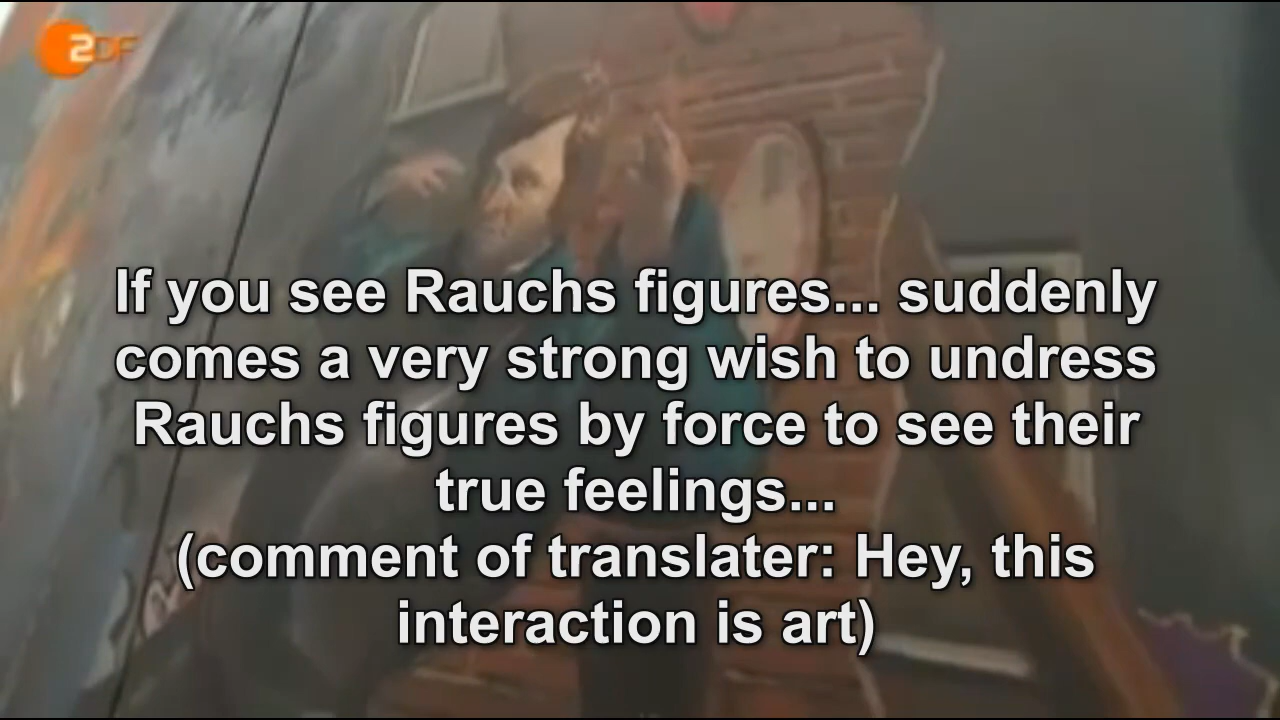 ZDF
If you see Rauchs figures... suddenly
comes a very strong wish to undress
Rauchs figures by force to see their
true feelings...
(comment of translater: Hey, this
interaction is art)